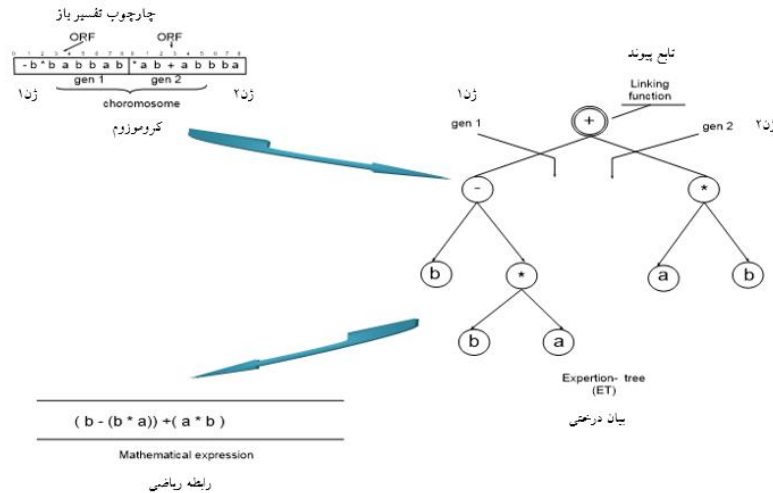 چارچوب تفسیر باز
ORF ORF
0 1 2 3 4 5 6 7 8 0 1 2 3 4 5 6 7 8
- b * b a b b a b * a b + a b b b a
gen 1 gen 2
ژن۱ choromosome ژن۲
کروموزوم
تابع پیوند
Linking
function
ژن۱
gen 1
+
gen 2 ژن۲
- *
b * a b
b a
Expertion- tree
(ET)
بیان درختی
( b - (b * a)) +( a * b )
Mathematical expression
رابطه ریاضی